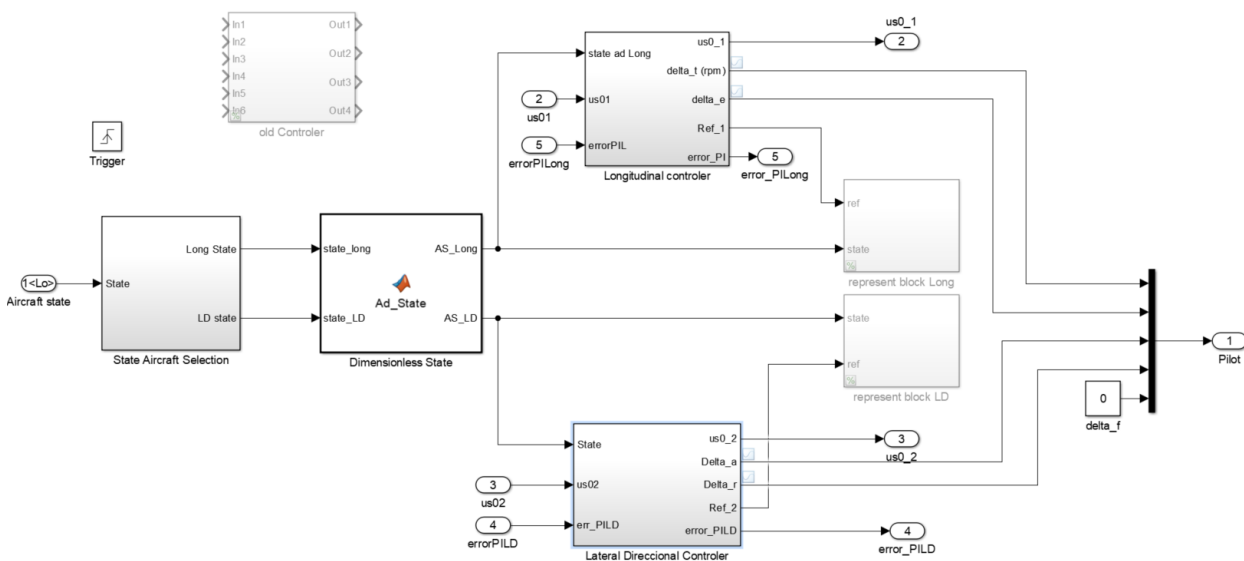 In1
In2
In3
In4
In5
In6
Out1
Out2
Out3
Out4
old Controler
Trigger
state ad Long
us01
errorPIL
us0_1
delta_t (rpm)
delta_e
Ref_1
error_PI
Longitudinal controler
2
us01
5
errorPILong
us0_1
2
5
error_PILong
ref
state
represent block Long
1<Lo>
Aircraft state
State
Long State
LD state
State Aircraft Selection
state_long
state_LD
Ad_State
AS_Long
AS_LD
Dimensionless State
state
ref
represent block LD
0
delta_f
1
Pilot
State
us02
err_PILD
us0_2
Delta_a
Delta_r
Ref_2
error_PILD
Lateral Direccional Controler
3
us02
4
errorPILD
3
us0_2
4
error_PILD